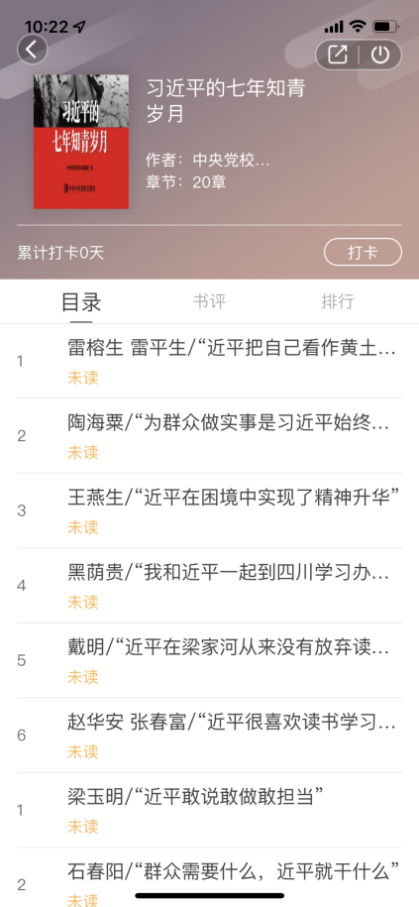 10:22
习近平的
七年知青岁月
习近平的七年知青
岁月
作者：中央党校...
章节：20章
累计打卡0天
打卡
目录 书评 排行
1 雷榕生 雷平生/“近平把自己看作黄土...
未读
2 陶海粟/“为群众做实事是习近平始终...
未读
3 王燕生/“近平在困境中实现了精神升华”
未读
4 黑荫贵/“我和近平一起到四川学习办...
未读
5 戴明/“近平在梁家河从来没有放弃读...
未读
6 赵华安 张春富/“近平很喜欢读书学习...
未读
1 梁玉明/“近平敢说敢做敢担当”
未读
2 石春阳/“群众需要什么，近平就干什么”
未读